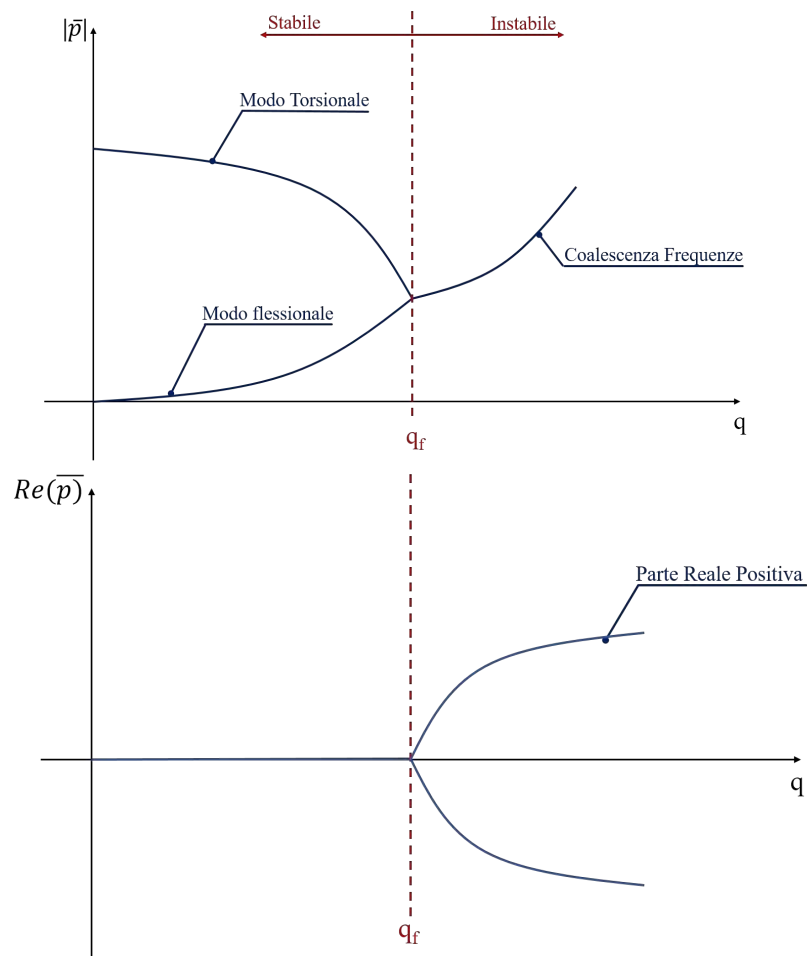 Stabile
Instabile
|p̄|
Modo Torsionale
Coalescenza Frequenze
Modo flessionale
q
q_f
Re(p̅)
Parte Reale Positiva
q
q_f